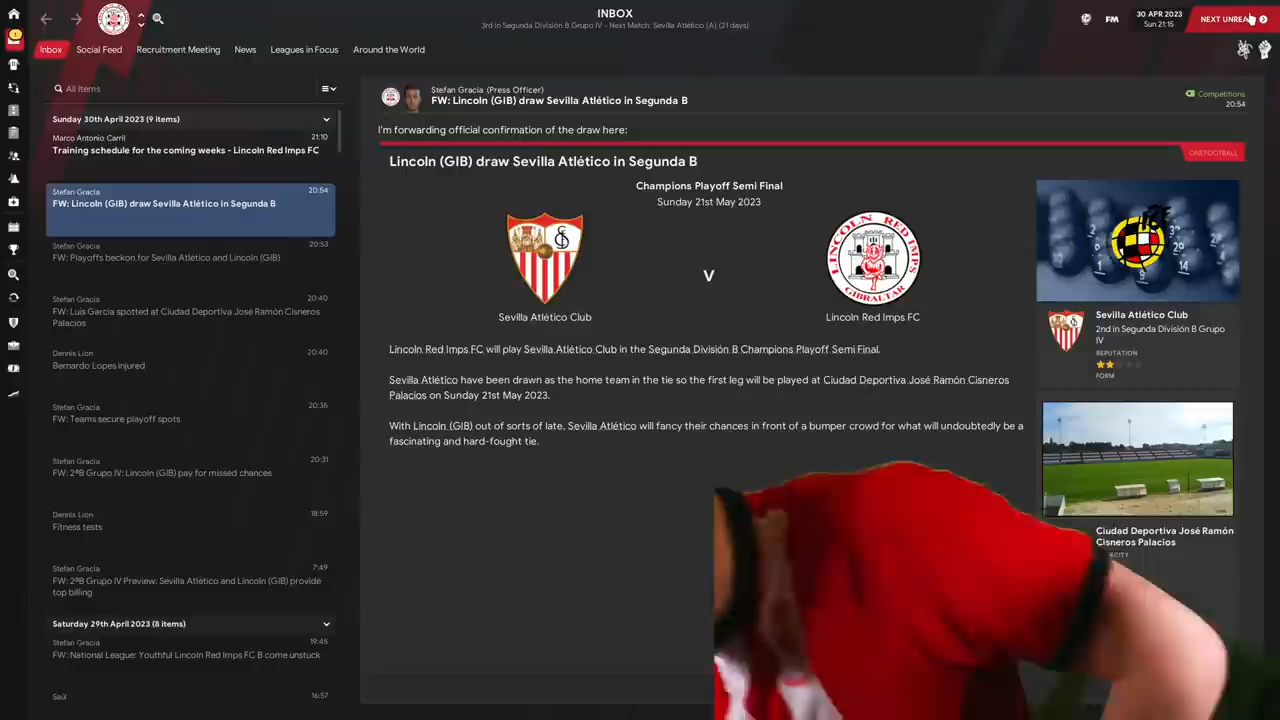 INBOX
3rd in Segunda División B Grupo IV - Next Match: Sevilla Atlético (A) (21 days)
FM
30 APR 2023
Sun 21:15
NEXT UNREA
Inbox
Social Feed
Recruitment Meeting
News
Leagues in Focus
Around the World
All Items
Sunday 30th April 2023 (9 items)
Marco Antonio Carril
21:10
Training schedule for the coming weeks - Lincoln Red Imps FC
Stefan Gracia
20:54
FW: Lincoln (GIB) draw Sevilla Atlético in Segunda B
Stefan Gracia
20:53
FW: Playoffs beckon for Sevilla Atlético and Lincoln (GIB)
Stefan Gracia
20:40
FW: Luis García spotted at Ciudad Deportiva José Ramón Cisneros
Palacios
Dennis Lion
20:40
Bernardo Lopes injured
Stefan Gracia
20:35
FW: Teams secure playoff spots
Stefan Gracia
20:31
FW: 2ªB Grupo IV: Lincoln (GIB) pay for missed chances
Dennis Lion
18:59
Fitness tests
Stefan Gracia
7:49
FW: 2ªB Grupo IV Preview: Sevilla Atlético and Lincoln (GIB) provide
top billing
Saturday 29th April 2023 (8 items)
Stefan Gracia
19:45
FW: National League: Youthful Lincoln Red Imps FC B come unstuck
Saúl
16:57
Stefan Gracia (Press Officer)
FW: Lincoln (GIB) draw Sevilla Atlético in Segunda B
Competitions
20:54
I'm forwarding official confirmation of the draw here:
ONEFOOTBALL
Lincoln (GIB) draw Sevilla Atlético in Segunda B
Champions Playoff Semi Final
Sunday 21st May 2023
V
LINCOLN RED IMPS
GIBRALTAR
Sevilla Atlético Club
Lincoln Red Imps FC
Lincoln Red Imps FC will play Sevilla Atlético Club in the Segunda División B Champions Playoff Semi Final.
Sevilla Atlético have been drawn as the home team in the tie so the first leg will be played at Ciudad Deportiva José Ramón Cisneros
Palacios on Sunday 21st May 2023.
With Lincoln (GIB) out of sorts of late, Sevilla Atlético will fancy their chances in front of a bumper crowd for what will undoubtedly be a
fascinating and hard-fought tie.
Sevilla Atlético Club
2nd in Segunda División B Grupo
IV
REPUTATION
FORM
Ciudad Deportiva José Ramón
Cisneros Palacios